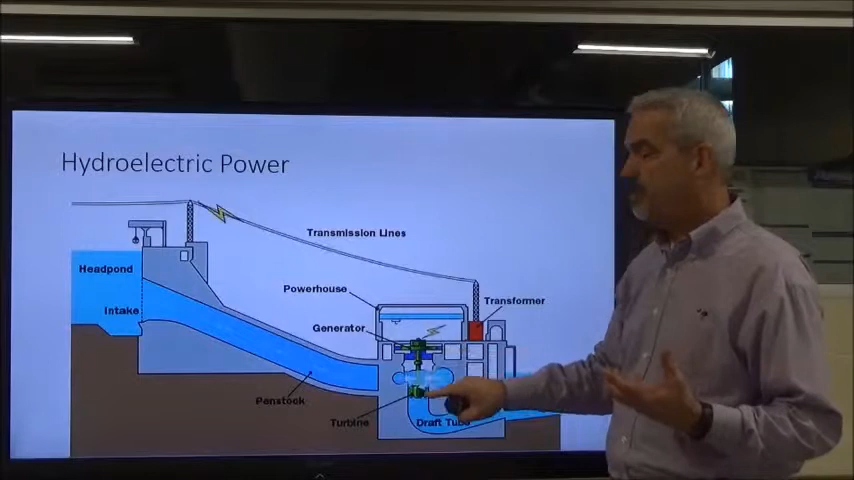 Hydroelectric Power
Transmission Lines
Headpond
Powerhouse
Transformer
Intake
Generator
Penstock
Turbine
Draft Tube